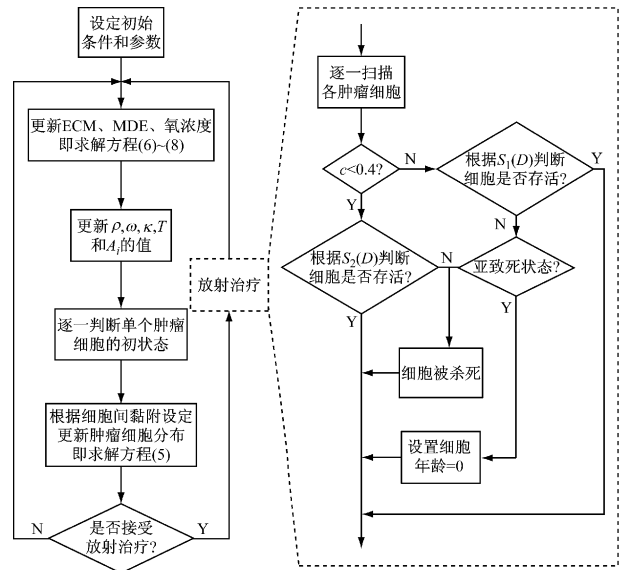 设定初始
条件和参数
更新ECM、MDE、氧浓度
即求解方程(6)~(8)
更新 ρ,ω,κ,T
和Aᵢ的值
逐一判断单个肿瘤
细胞的初状态
根据细胞间黏附设定
更新肿瘤细胞分布
即求解方程(5)
N
是否接受
放射治疗?
Y
放射治疗
逐一扫描
各肿瘤细胞
c<0.4?
N
Y
根据S₁(D)判断
细胞是否存活?
Y
N
根据S₂(D)判断
细胞是否存活?
N
Y
亚致死状态?
Y
细胞被杀死
设置细胞
年龄=0